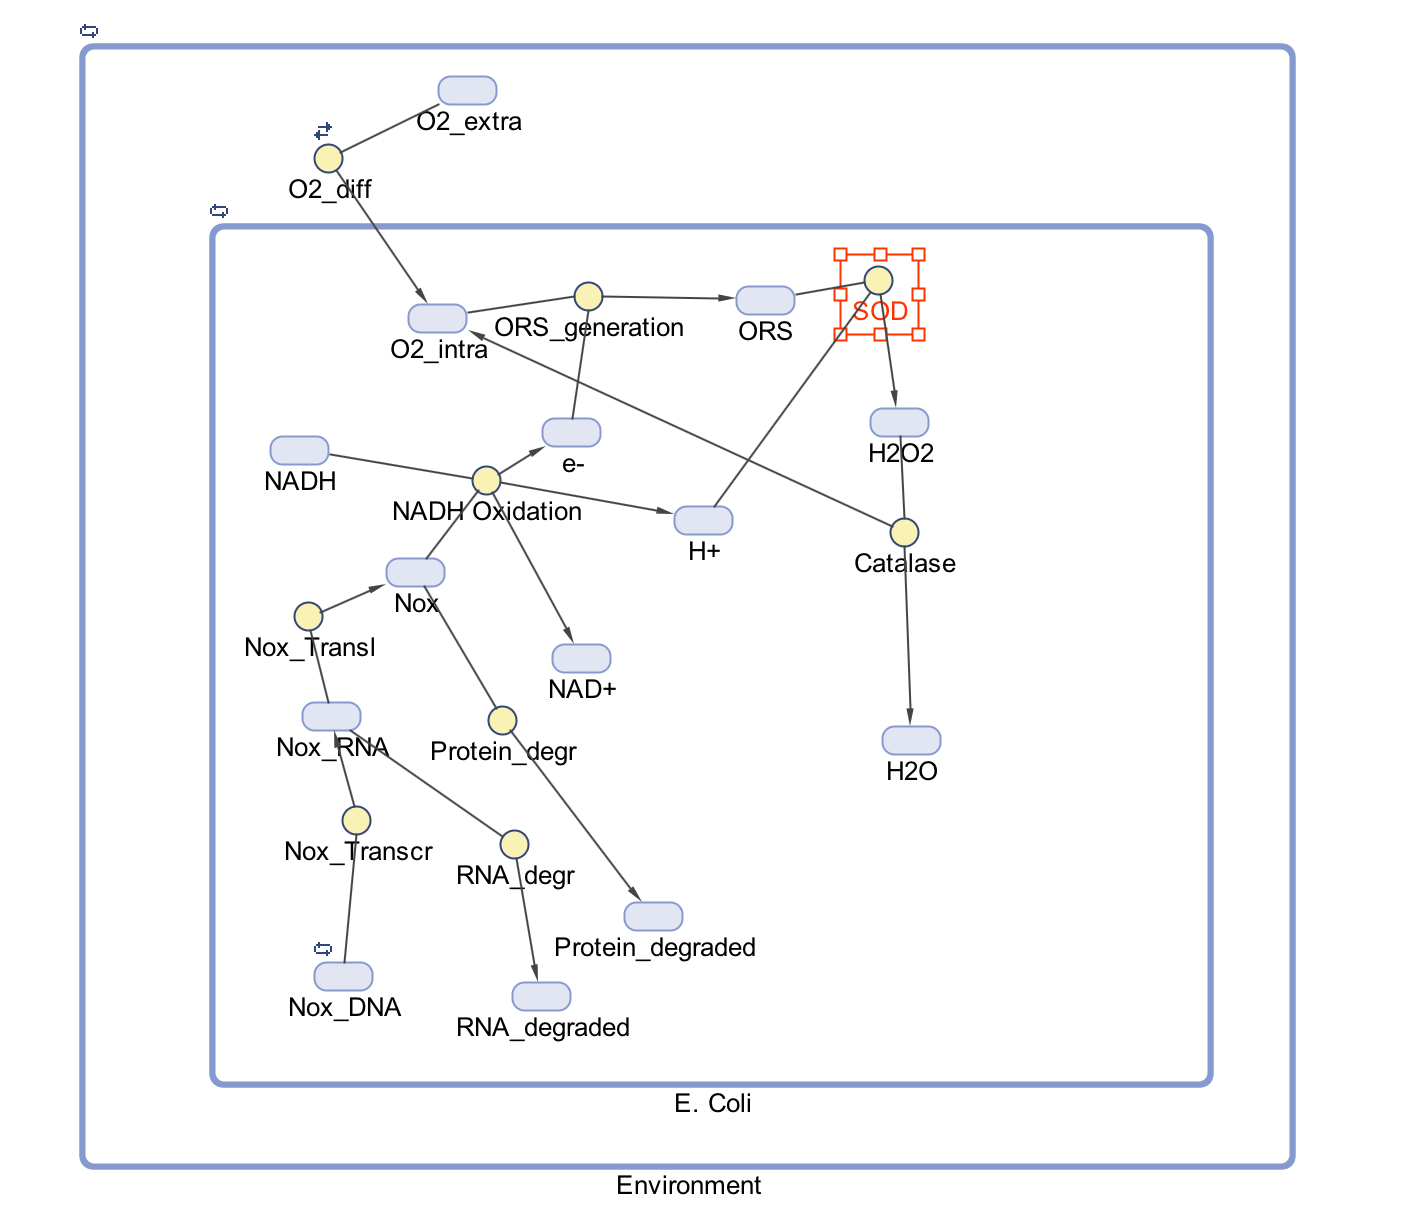 O2_extra
O2_diff
SOD
ORS_generation
ORS
O2_intra
H2O2
e-
NADH
NADH Oxidation
H+
Catalase
Nox
Nox_Transl
NAD+
Nox_RNA
Protein_degr
H2O
Nox_Transcr
RNA_degr
Protein_degraded
Nox_DNA
RNA_degraded
E. Coli
Environment